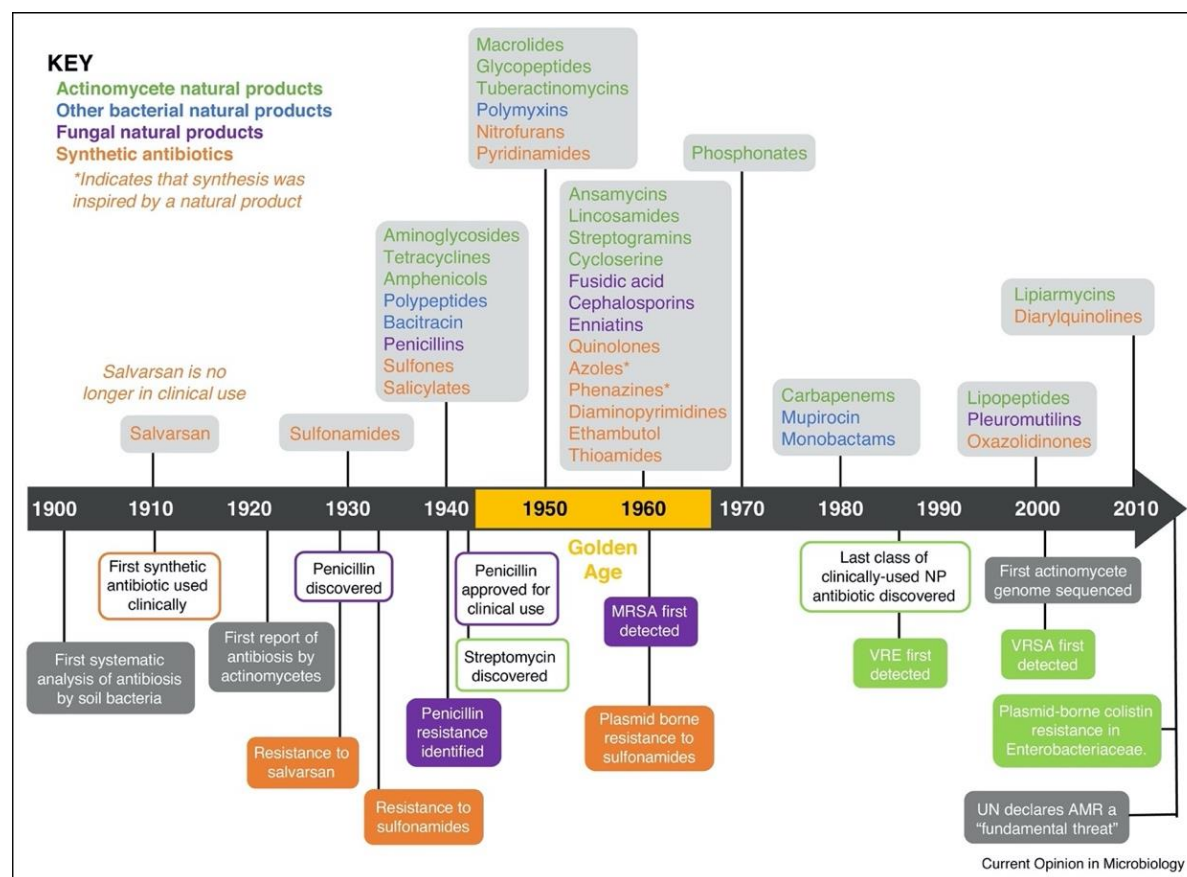 KEY
Actinomycete natural products
Other bacterial natural products
Fungal natural products
Synthetic antibiotics
*Indicates that synthesis was
inspired by a natural product
Salvarsan is no
longer in clinical use
Salvarsan
Sulfonamides
Aminoglycosides
Tetracyclines
Amphenicols
Polypeptides
Bacitracin
Penicillins
Sulfones
Salicylates
Macrolides
Glycopeptides
Tuberactinomycins
Polymyxins
Nitrofurans
Pyridinamides
Ansamycins
Lincosamides
Streptogramins
Cycloserine
Fusidic acid
Cephalosporins
Enniatins
Quinolones
Azoles*
Phenazines*
Diaminopyrimidines
Ethambutol
Thioamides
Phosphonates
Carbapenems
Mupirocin
Monobactams
Lipopeptides
Pleuromutilins
Oxazolidinones
Lipiarmycins
Diarylquinolines
1900 1910 1920 1930 1940 1950 1960 1970 1980 1990 2000 2010
Golden
Age
First systematic
analysis of antibiosis
by soil bacteria
First synthetic
antibiotic used
clinically
First report of
antibiosis by
actinomycetes
Penicillin
discovered
Resistance to
salvarsan
Resistance to
sulfonamides
Penicillin
resistance
identified
Penicillin
approved for
clinical use
Streptomycin
discovered
MRSA first
detected
Plasmid borne
resistance to
sulfonamides
Last class of
clinically-used NP
antibiotic discovered
VRE first
detected
First actinomycete
genome sequenced
VRSA first
detected
Plasmid-borne colistin
resistance in
Enterobacteriaceae.
UN declares AMR a
“fundamental threat”
Current Opinion in Microbiology